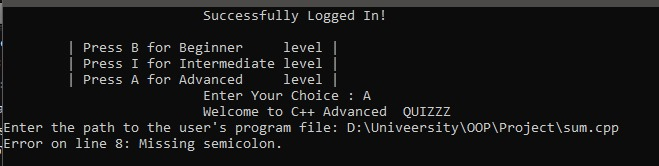 Successfully Logged In!
| Press B for Beginner     level |
| Press I for Intermediate level |
| Press A for Advanced     level |
Enter Your Choice : A
Welcome to C++ Advanced  QUIZZZ
Enter the path to the user's program file: D:\Univeersity\OOP\Project\sum.cpp
Error on line 8: Missing semicolon.